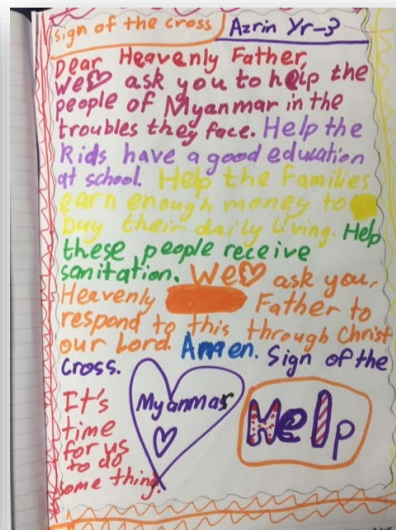 sign of the cross Azrin Yr-3
Dear Heavenly Father,
We ask you to help the
people of Myanmar in the
troubles they face. Help the
kids have a good education
at school. Help the families
earn enough money to
buy their daily living. Help
these people receive
sanitation. We ask you,
Heavenly Father to
respond to this through Christ
our Lord. Amen. Sign of the
Cross.
It's
time
for us
to do
some thing.
Myanmar
Help